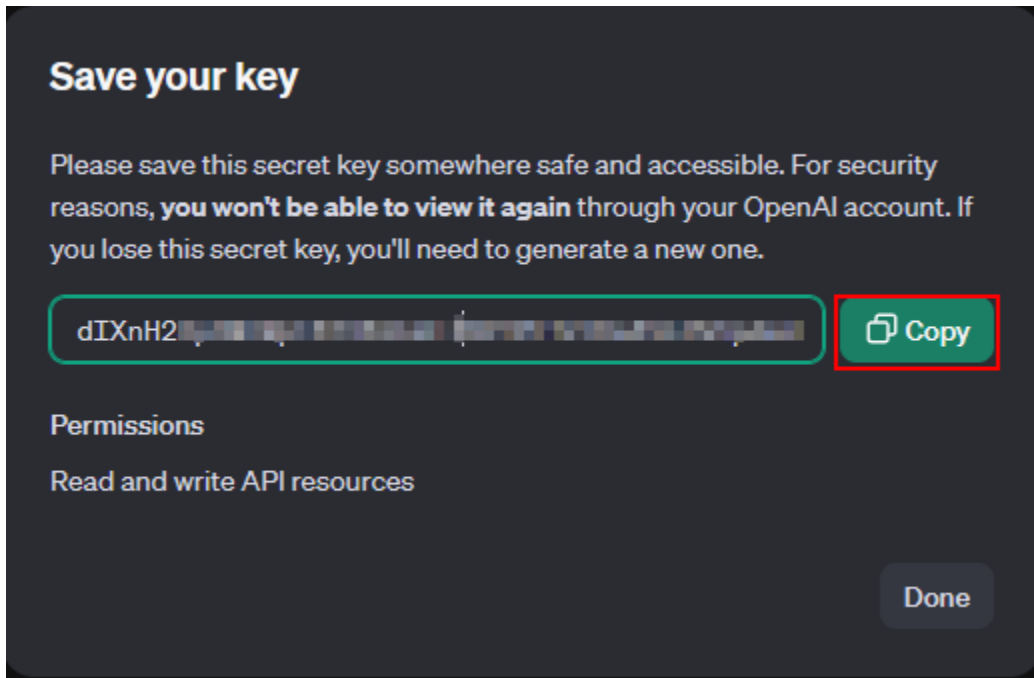 Save your key
Please save this secret key somewhere safe and accessible. For security
reasons, you won't be able to view it again through your OpenAI account. If
you lose this secret key, you'll need to generate a new one.
dIXnH2
Copy
Permissions
Read and write API resources
Done